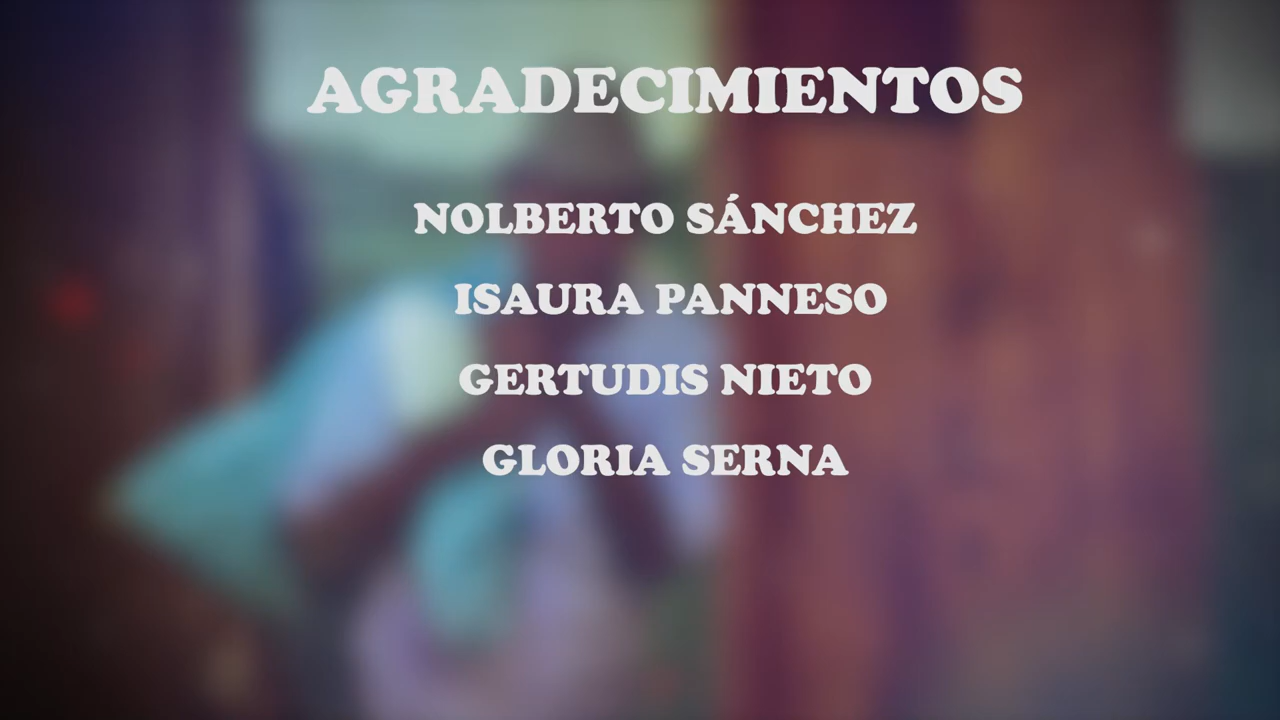 AGRADECIMIENTOS
NOLBERTO SÁNCHEZ
ISAURA PANNESO
GERTUDIS NIETO
GLORIA SERNA